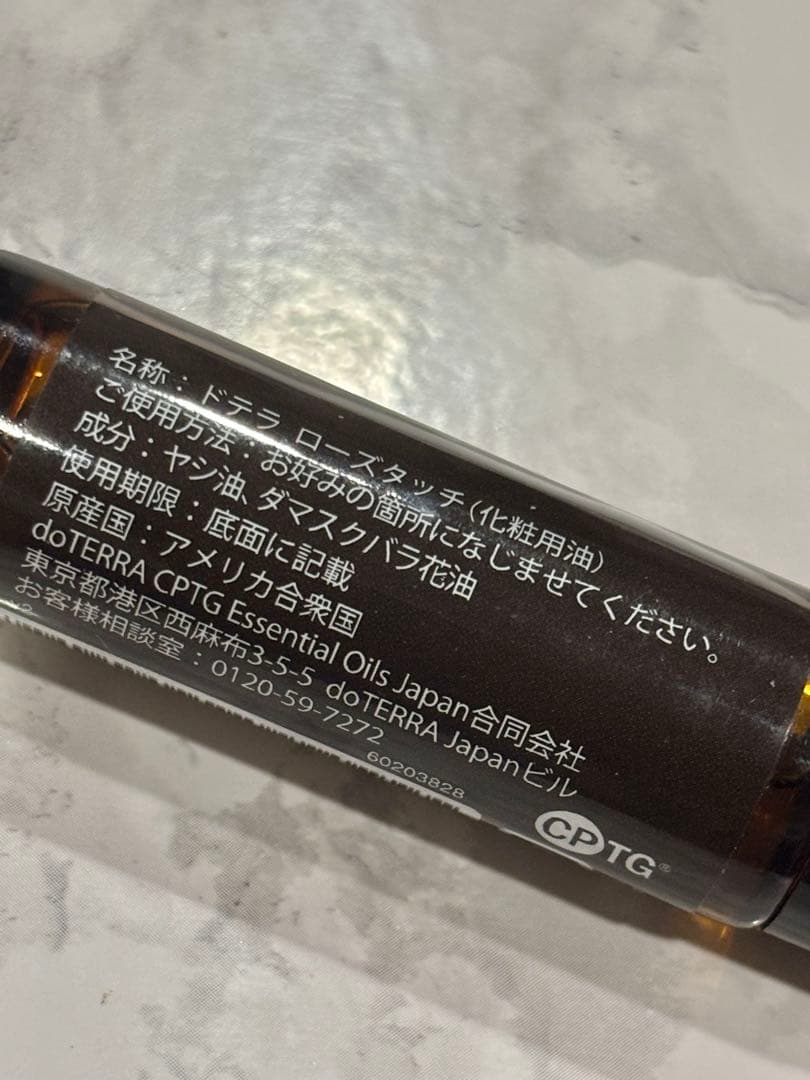 名称：ドテラ ローズタッチ（化粧用油）
ご使用方法：お好みの箇所になじませてください。
成分：ヤシ油、ダマスクバラ花油
使用期限：底面に記載
原産国：アメリカ合衆国
doTERRA CPTG Essential Oils Japan合同会社
東京都港区西麻布3-5-5 doTERRA Japanビル
お客様相談室：0120-59-7272
60203828
CPTG®